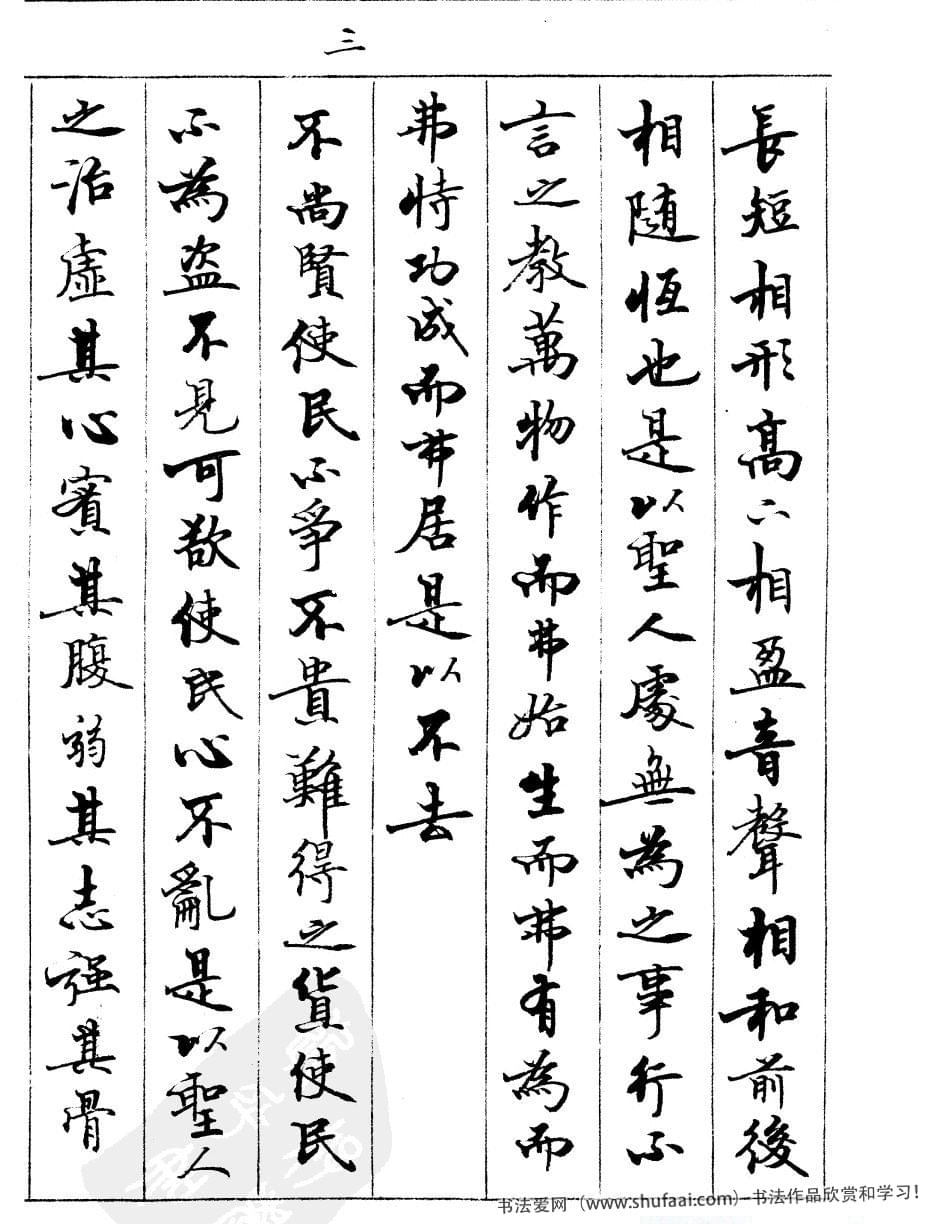 三
長短相形高下相盈音聲相和前後
相隨恆也是以聖人處無為之事行不
言之教萬物作而弗始生而弗有為而
弗恃功成而弗居是以不去
不尚賢使民不爭不貴難得之貨使民
不為盜不見可欲使民心不亂是以聖人
之治虛其心實其腹弱其志强其骨
书法爱网（www.shufaai.com）-书法作品欣赏和学习！